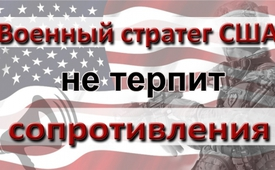 Военный стратег США
не терпит
сопротивления